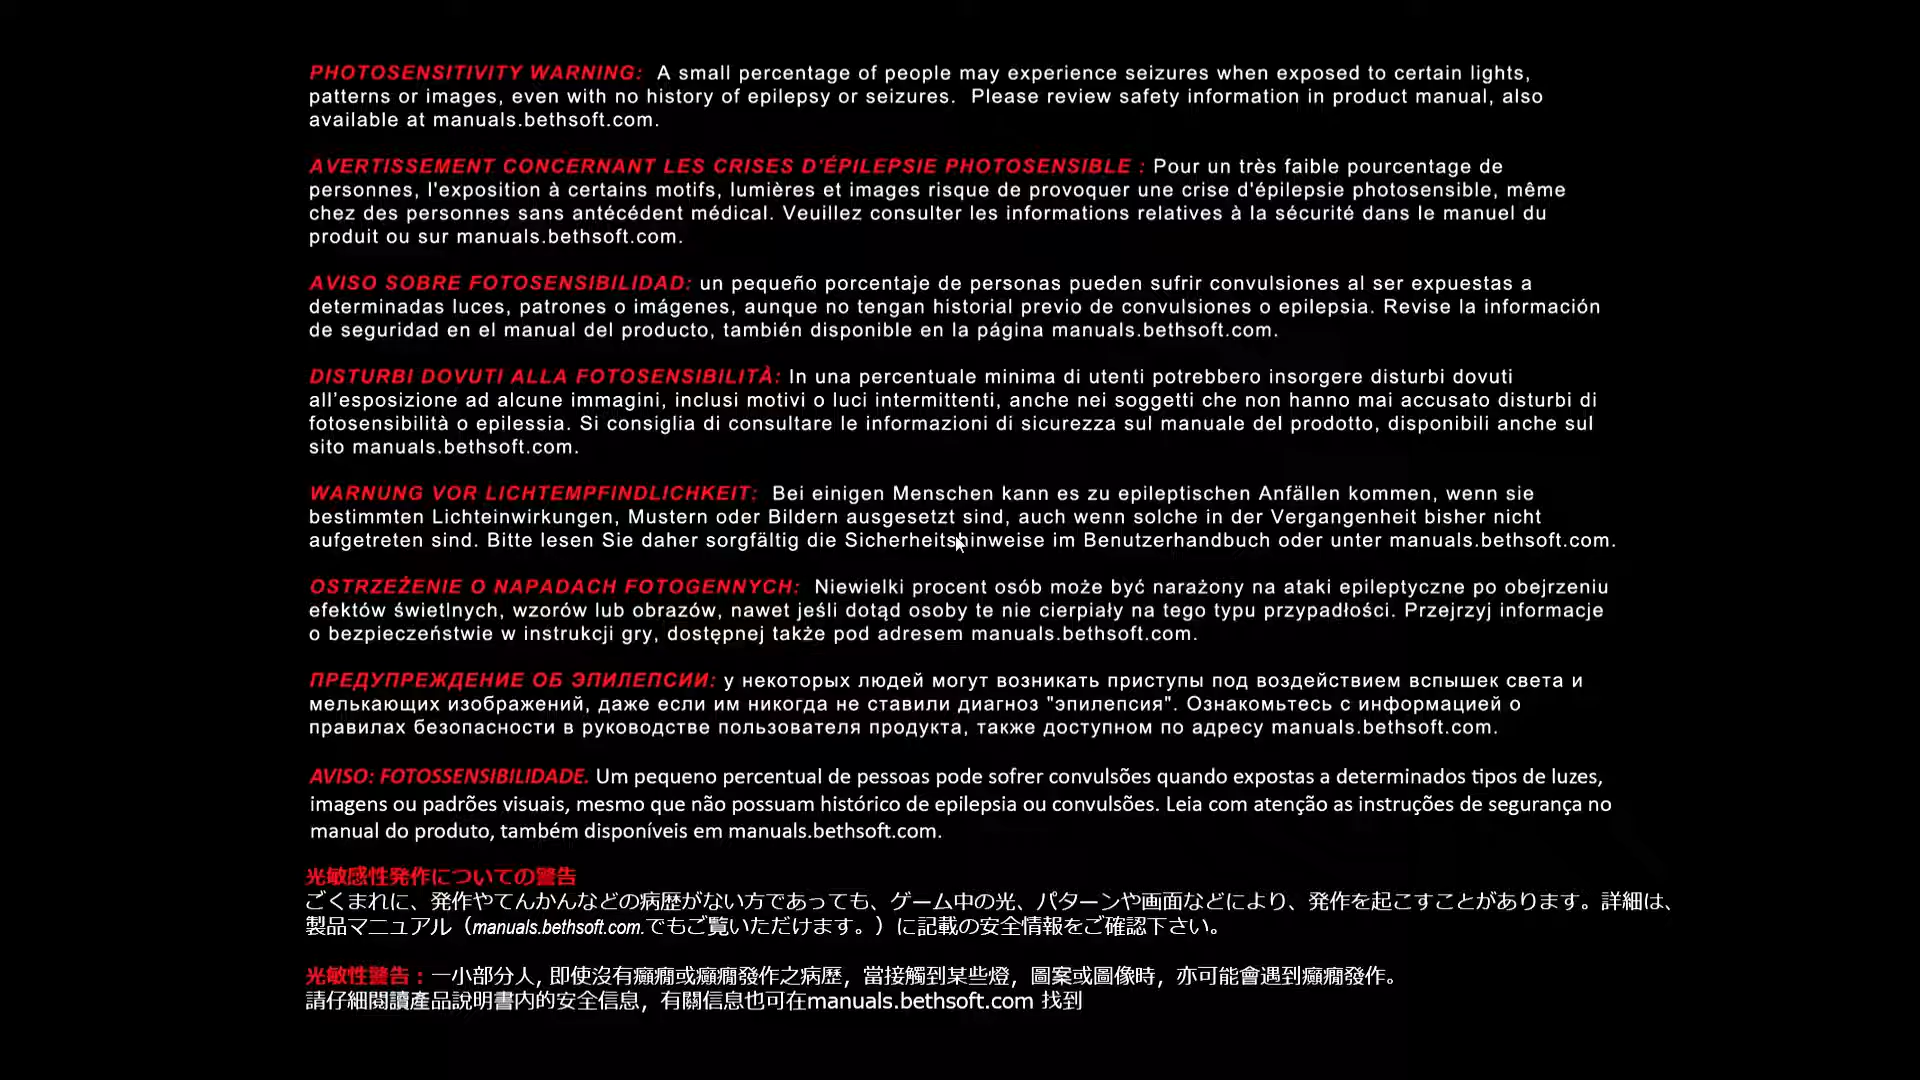 PHOTOSENSITIVITY WARNING: A small percentage of people may experience seizures when exposed to certain lights,
patterns or images, even with no history of epilepsy or seizures. Please review safety information in product manual, also
available at manuals.bethsoft.com.
AVERTISSEMENT CONCERNANT LES CRISES D'ÉPILEPSIE PHOTOSENSIBLE : Pour un très faible pourcentage de
personnes, l'exposition à certains motifs, lumières et images risque de provoquer une crise d'épilepsie photosensible, même
chez des personnes sans antécédent médical. Veuillez consulter les informations relatives à la sécurité dans le manuel du
produit ou sur manuals.bethsoft.com.
AVISO SOBRE FOTOSENSIBILIDAD: un pequeño porcentaje de personas pueden sufrir convulsiones al ser expuestas a
determinadas luces, patrones o imágenes, aunque no tengan historial previo de convulsiones o epilepsia. Revise la información
de seguridad en el manual del producto, también disponible en la página manuals.bethsoft.com.
DISTURBI DOVUTI ALLA FOTOSENSIBILITÀ: In una percentuale minima di utenti potrebbero insorgere disturbi dovuti
all’esposizione ad alcune immagini, inclusi motivi o luci intermittenti, anche nei soggetti che non hanno mai accusato disturbi di
fotosensibilità o epilessia. Si consiglia di consultare le informazioni di sicurezza sul manuale del prodotto, disponibili anche sul
sito manuals.bethsoft.com.
WARNUNG VOR LICHTEMPFINDLICHKEIT: Bei einigen Menschen kann es zu epileptischen Anfällen kommen, wenn sie
bestimmten Lichteinwirkungen, Mustern oder Bildern ausgesetzt sind, auch wenn solche in der Vergangenheit bisher nicht
aufgetreten sind. Bitte lesen Sie daher sorgfältig die Sicherheitshinweise im Benutzerhandbuch oder unter manuals.bethsoft.com.
OSTRZEŻENIE O NAPADACH FOTOGENNYCH: Niewielki procent osób może być narażony na ataki epileptyczne po obejrzeniu
efektów świetlnych, wzorów lub obrazów, nawet jeśli dotąd osoby te nie cierpiały na tego typu przypadłości. Przejrzyj informacje
o bezpieczeństwie w instrukcji gry, dostępnej także pod adresem manuals.bethsoft.com.
ПРЕДУПРЕЖДЕНИЕ ОБ ЭПИЛЕПСИИ: у некоторых людей могут возникать приступы под воздействием вспышек света и
мелькающих изображений, даже если им никогда не ставили диагноз "эпилепсия". Ознакомьтесь с информацией о
правилах безопасности в руководстве пользователя продукта, также доступном по адресу manuals.bethsoft.com.
AVISO: FOTOSSENSIBILIDADE. Um pequeno percentual de pessoas pode sofrer convulsões quando expostas a determinados tipos de luzes,
imagens ou padrões visuais, mesmo que não possuam histórico de epilepsia ou convulsões. Leia com atenção as instruções de segurança no
manual do produto, também disponíveis em manuals.bethsoft.com.
光敏感性発作についての警告
ごくまれに、発作やてんかんなどの病歴がない方であっても、ゲーム中の光、パターンや画面などにより、発作を起こすことがあります。詳細は、
製品マニュアル（manuals.bethsoft.com.でもご覧いただけます。）に記載の安全情報をご確認下さい。
光敏性警告：一小部分人, 即使沒有癲癇或癲癇發作之病歷，當接觸到某些燈，圖案或圖像時，亦可能會遇到癲癇發作。
請仔細閱讀產品說明書內的安全信息，有關信息也可在manuals.bethsoft.com 找到